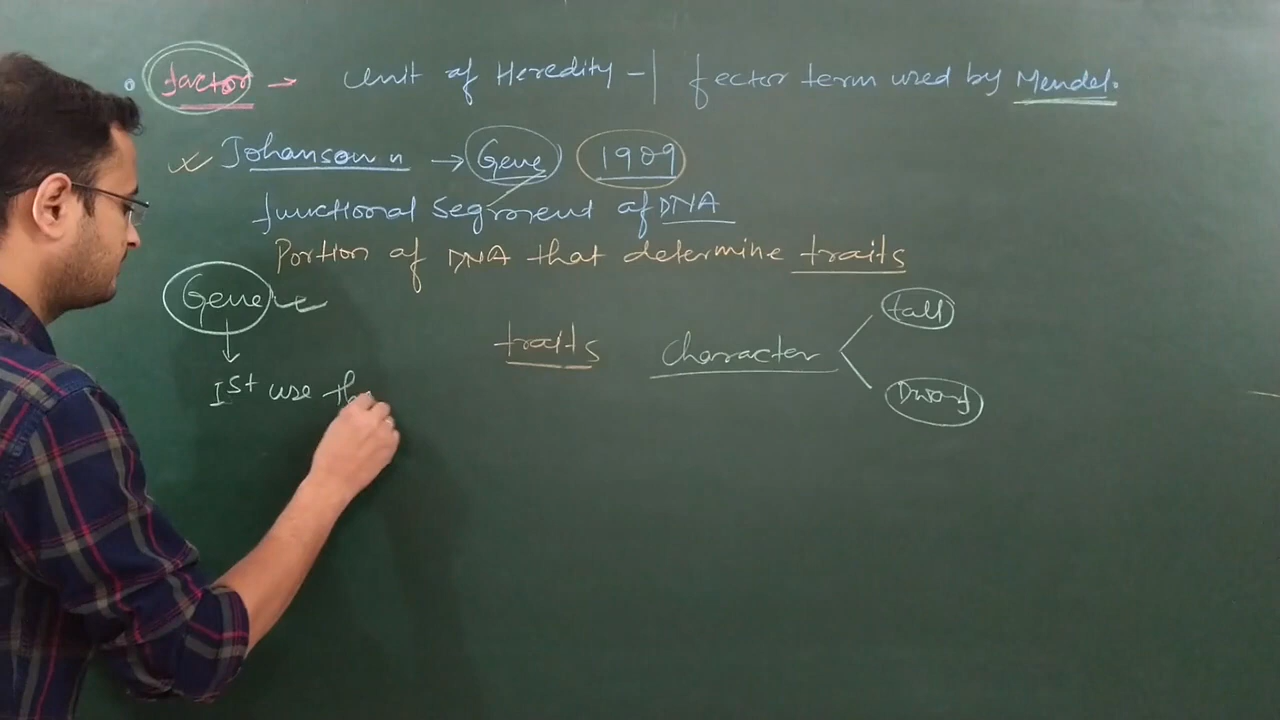 factor → Unit of Heredity - | fector term used by Mendel.
Johanson n → Gene 1909
functional segment of DNA
Portion of DNA that determine traits
Gene
tall
traits character
Dwarf
Ist use the